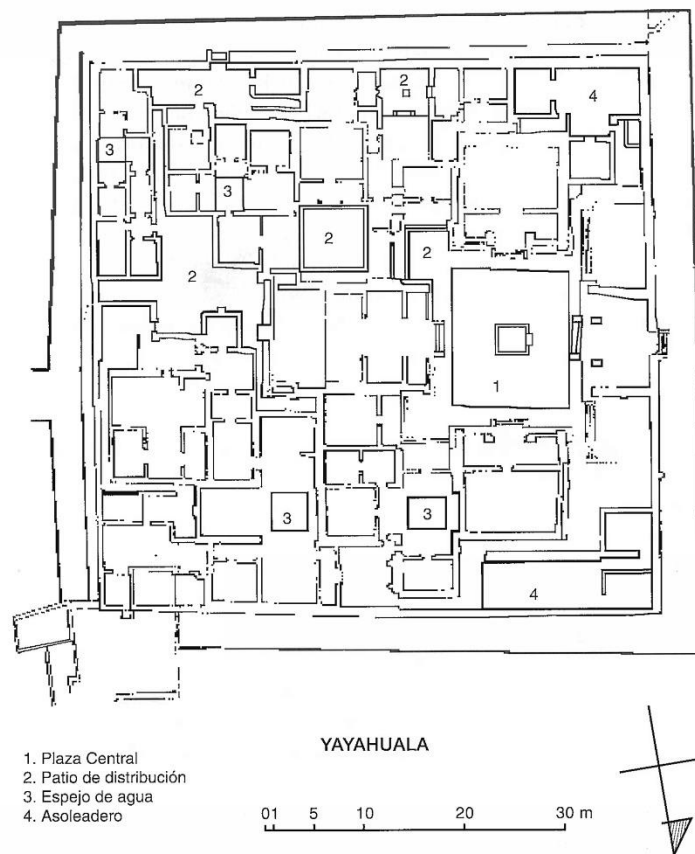 2
2
4
3
3
2
2
2
1
3
3
4
YAYAHUALA
1. Plaza Central
2. Patio de distribución
3. Espejo de agua
4. Asoleadero
01 5 10 20 30 m